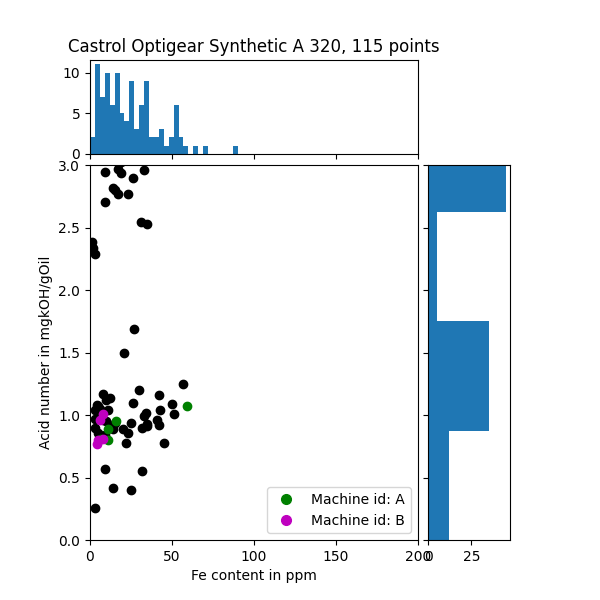 Castrol Optigear Synthetic A 320, 115 points
10
5
0
3.0
2.5
2.0
1.5
1.0
0.5
0.0
Acid number in mgkOH/gOil
Machine id: A
Machine id: B
0 50 100 150 200
0 25
Fe content in ppm